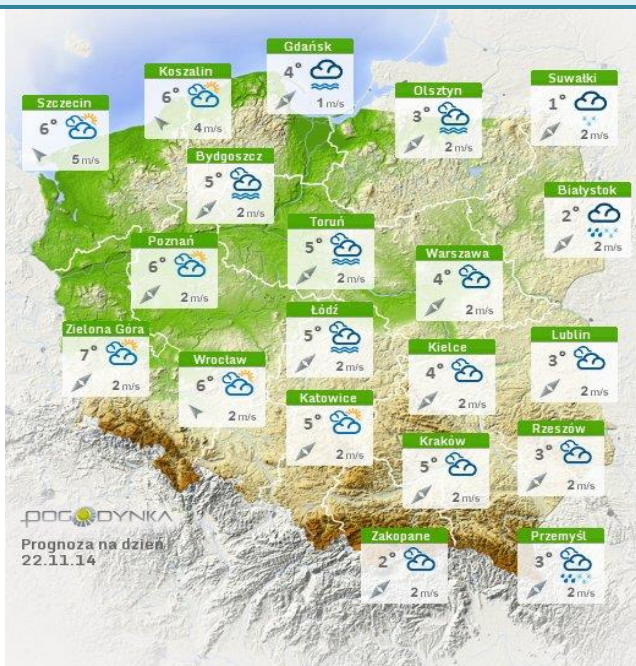 Gdańsk
4°
1 m/s
Koszalin
6°
4 m/s
Suwałki
1°
2 m/s
Olsztyn
3°
2 m/s
Szczecin
6°
5 m/s
Bydgoszcz
5°
2 m/s
Białystok
2°
2 m/s
Toruń
5°
2 m/s
Poznań
6°
2 m/s
Warszawa
4°
2 m/s
Łódź
5°
2 m/s
Zielona Góra
7°
2 m/s
Lublin
3°
2 m/s
Kielce
4°
2 m/s
Wrocław
6°
2 m/s
Katowice
5°
2 m/s
Rzeszów
3°
2 m/s
Kraków
5°
2 m/s
POGODYNKA
Prognoza na dzień
22.11.14
Zakopane
2°
2 m/s
Przemyśl
3°
2 m/s